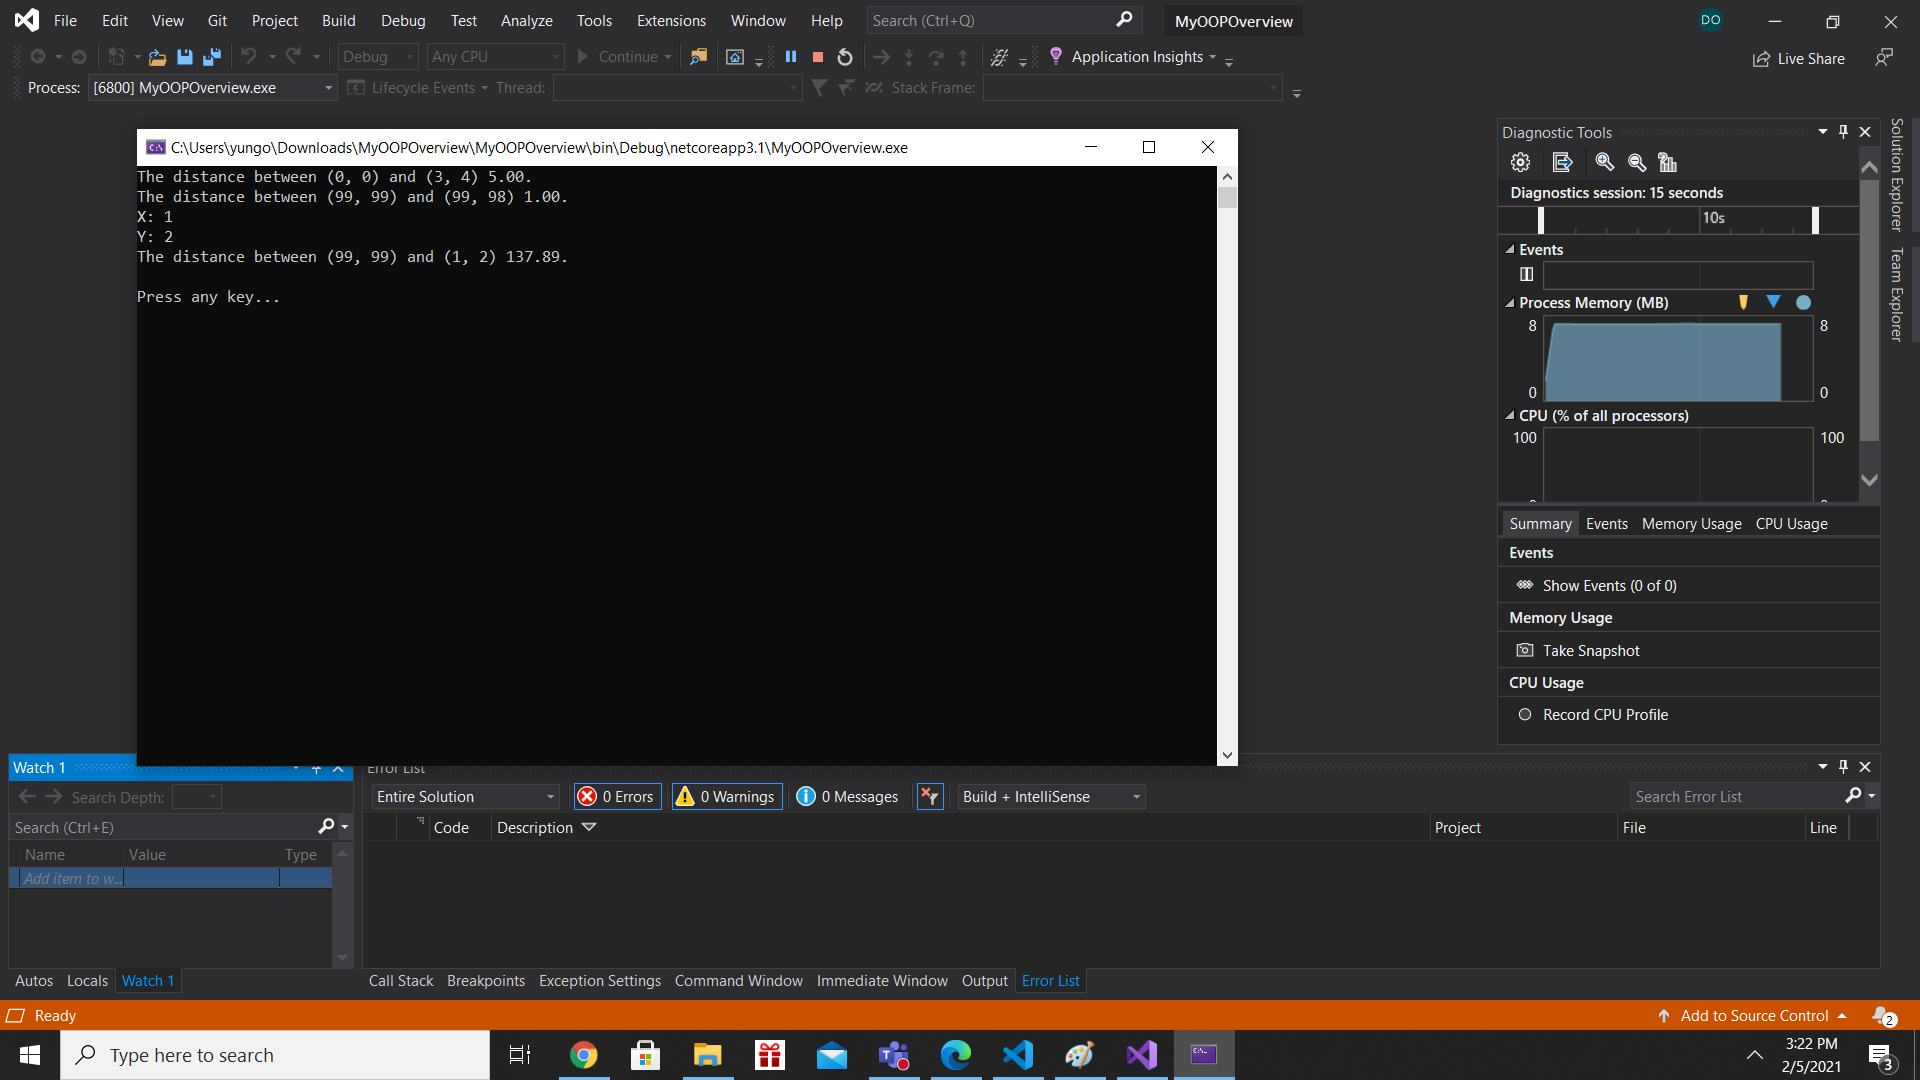 File Edit View Git Project Build Debug Test Analyze Tools Extensions Window Help Search (Ctrl+Q) MyOOPOverview DO
Debug Any CPU Continue Application Insights Live Share
Process: [6800] MyOOPOverview.exe Lifecycle Events Thread: Stack Frame:
C:\Users\yungo\Downloads\MyOOPOverview\MyOOPOverview\bin\Debug\netcoreapp3.1\MyOOPOverview.exe
The distance between (0, 0) and (3, 4) 5.00.
The distance between (99, 99) and (99, 98) 1.00.
X: 1
Y: 2
The distance between (99, 99) and (1, 2) 137.89.
Press any key...
Diagnostic Tools
Diagnostics session: 15 seconds
10s
Events
Process Memory (MB)
8 8
0 0
CPU (% of all processors)
100 100
Summary Events Memory Usage CPU Usage
Events
Show Events (0 of 0)
Memory Usage
Take Snapshot
CPU Usage
Record CPU Profile
Solution Explorer
Team Explorer
Watch 1
Search Depth:
Search (Ctrl+E)
Name Value Type
Add item to w...
Autos Locals Watch 1
Error List
Entire Solution 0 Errors 0 Warnings 0 Messages Build + IntelliSense Search Error List
Code Description Project File Line
Call Stack Breakpoints Exception Settings Command Window Immediate Window Output Error List
Ready Add to Source Control 2
Type here to search
3:22 PM
2/5/2021
3